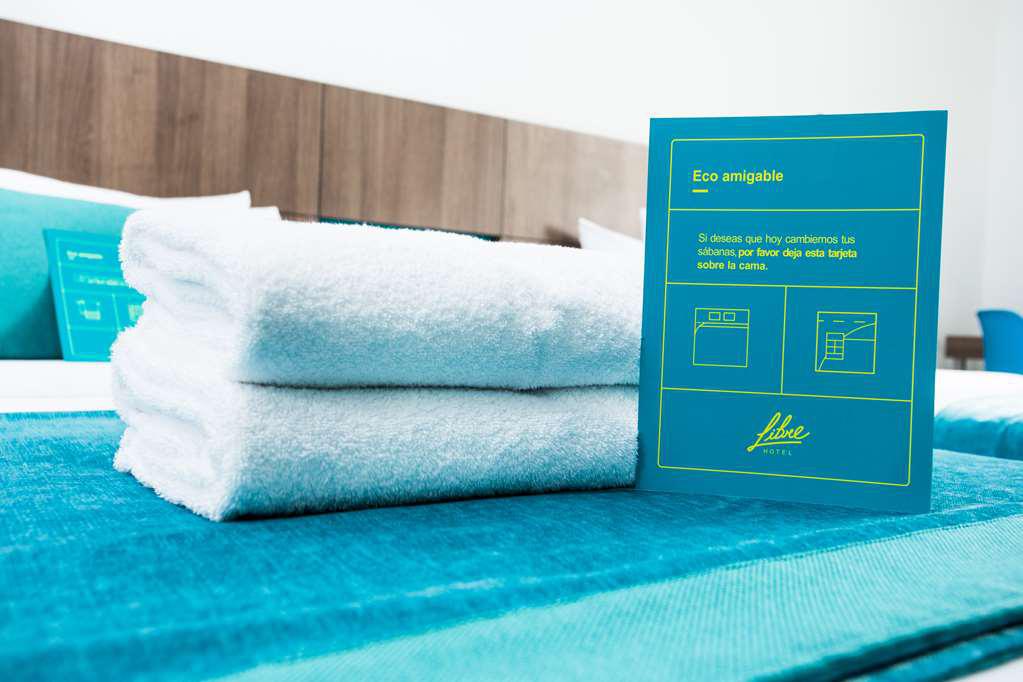 Eco amigable
Si deseas que hoy cambiemos tus
sábanas, por favor deja esta tarjeta
sobre la cama.
Libre
HOTEL